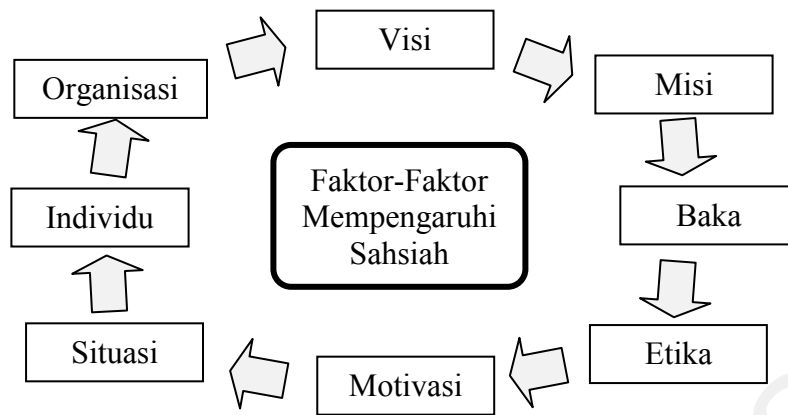 Visi
Misi
Baka
Etika
Motivasi
Situasi
Individu
Organisasi
Faktor-Faktor
Mempengaruhi
Sahsiah